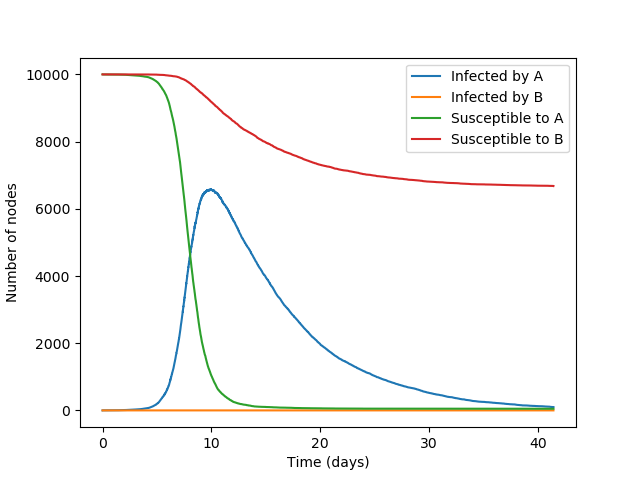 10000
8000
6000
4000
2000
0
Number of nodes
0 10 20 30 40
Time (days)
Infected by A
Infected by B
Susceptible to A
Susceptible to B